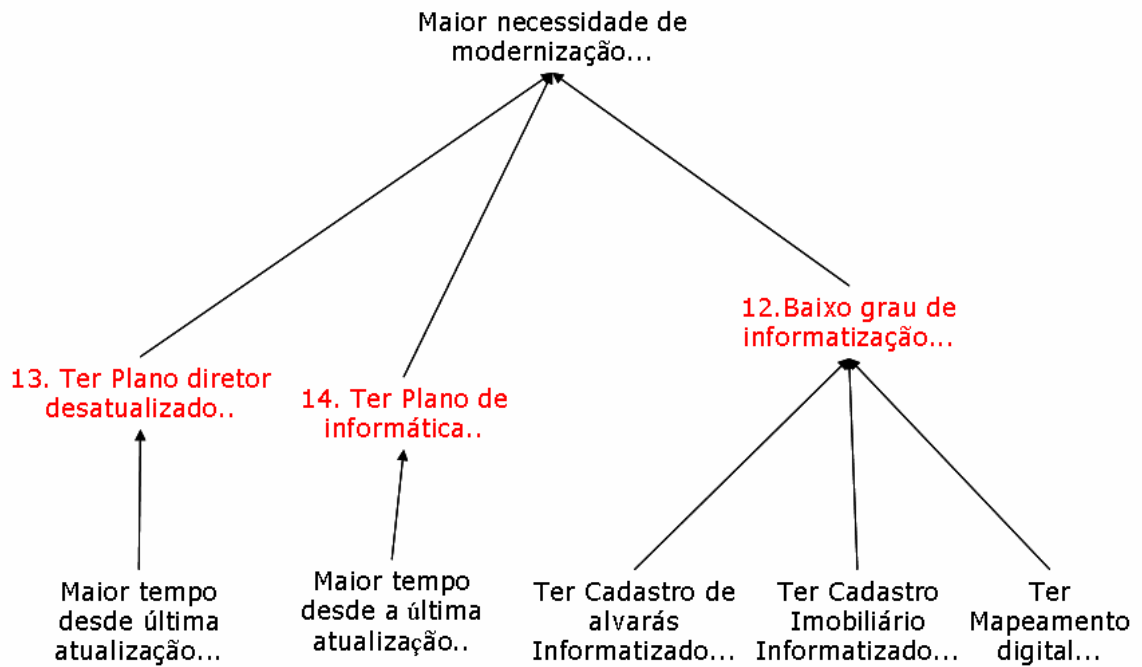 Maior necessidade de
modernização...
12.Baixo grau de
informatização...
13. Ter Plano diretor
desatualizado..
14. Ter Plano de
informática..
Maior tempo
desde última
atualização...
Maior tempo
desde a última
atualização..
Ter Cadastro de
alvarás
Informatizado...
Ter Cadastro
Imobiliário
Informatizado...
Ter
Mapeamento
digital...